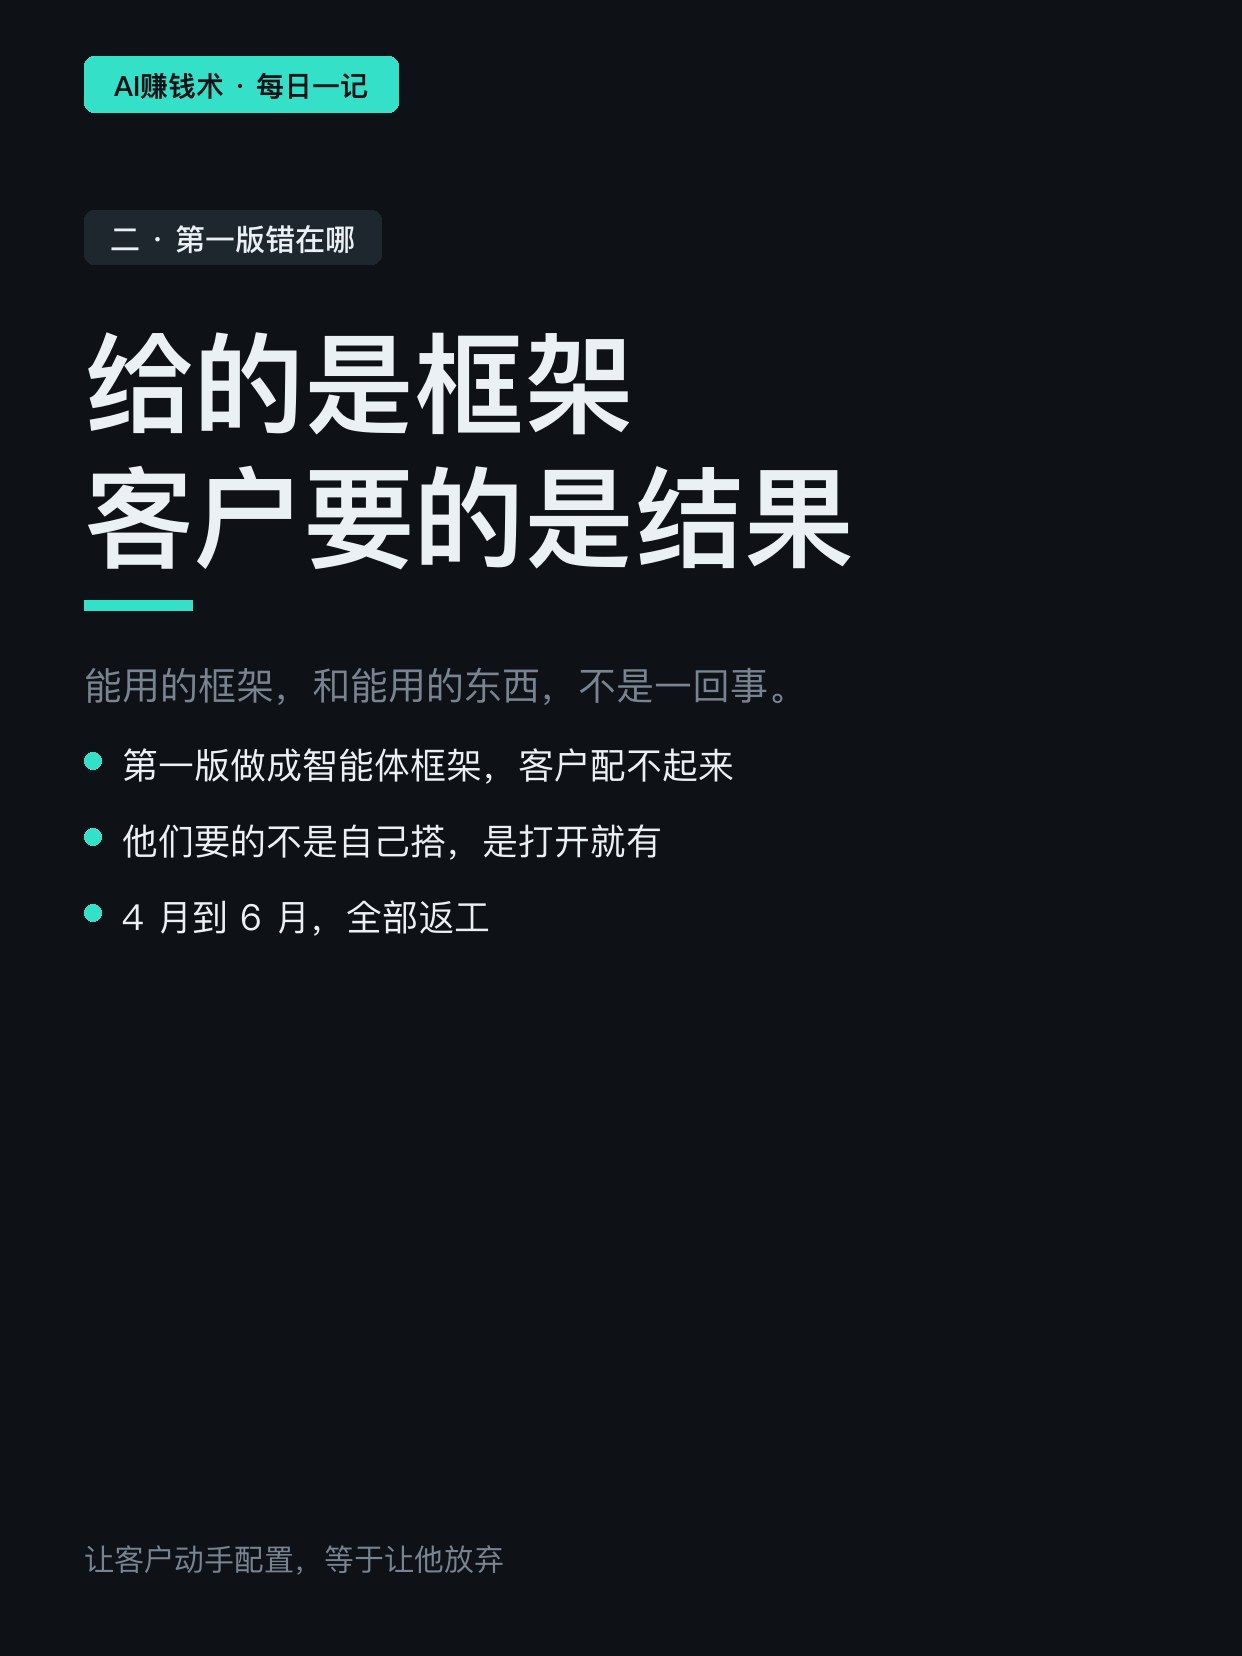 AI赚钱术 · 每日一记
二 · 第一版错在哪
给的是框架
客户要的是结果
能用的框架，和能用的东西，不是一回事。
第一版做成智能体框架，客户配不起来
他们要的不是自己搭，是打开就有
4 月到 6 月，全部返工
让客户动手配置，等于让他放弃